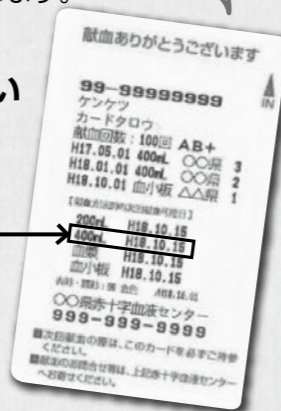 ます。
い
献血ありがとうございます
IN
99-99999999
ケンケツ
カードタロウ
献血回数:100回 AB+
H17.05.01 400mL ○○県 3
H18.01.01 400mL ○○県 2
H18.10.01 血小板 △△県 1
200mL H18.10.15
400mL H18.10.15
血漿 H18.10.15
血小板 H18.10.15
○○県赤十字血液センター
999-999-9999
■次回献血の際は、このカードを必ずご持参
ください。
■献血のお問合せ等は、上記赤十字血液センター
へお寄せください。